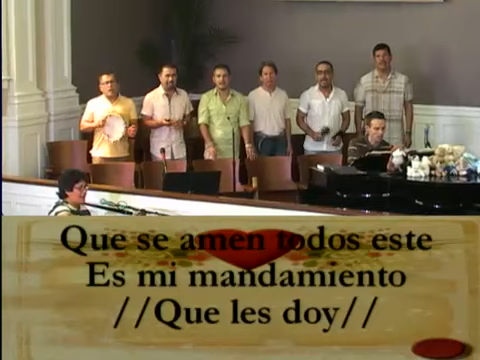 Que se amen todos este
Es mi mandamiento
//Que les doy//